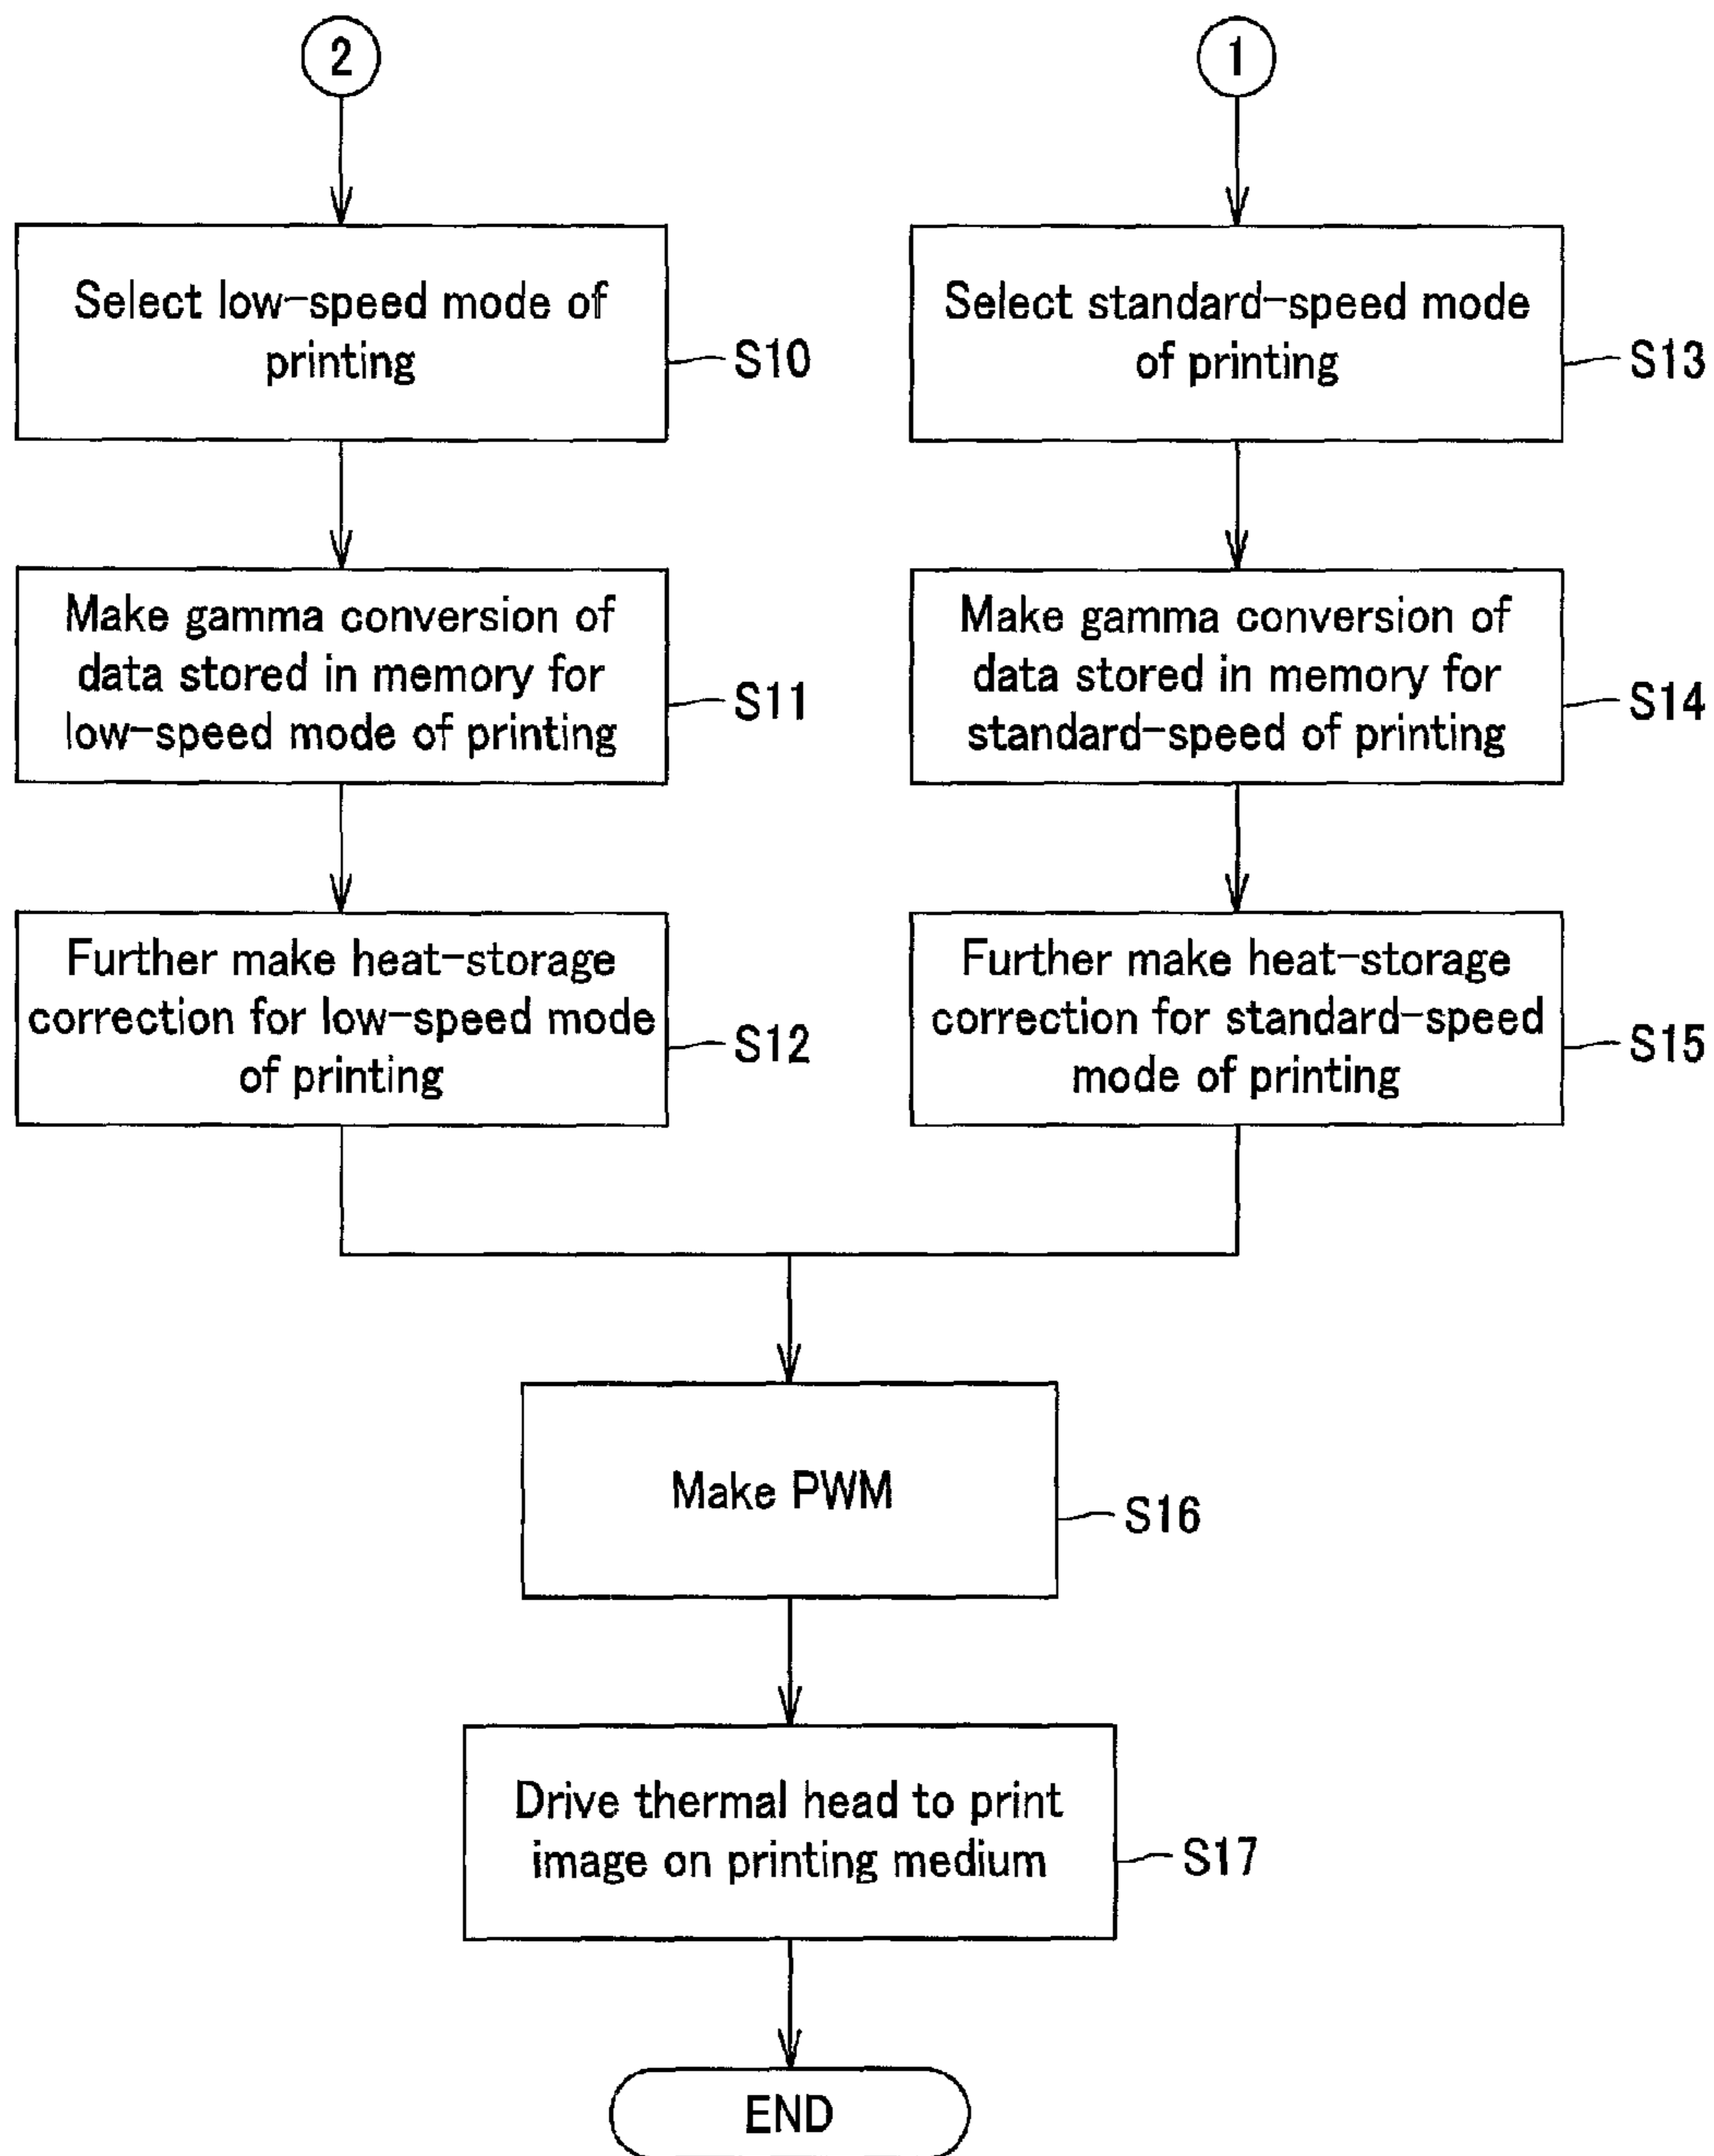 2
1
Select low-speed mode of
printing
S10
Select standard-speed mode
of printing
S13
Make gamma conversion of
data stored in memory for
low-speed mode of printing
S11
Make gamma conversion of
data stored in memory for
standard-speed of printing
S14
Further make heat-storage
correction for low-speed mode
of printing
S12
Further make heat-storage
correction for standard-speed
mode of printing
S15
Make PWM
S16
Drive thermal head to print
image on printing medium
S17
END